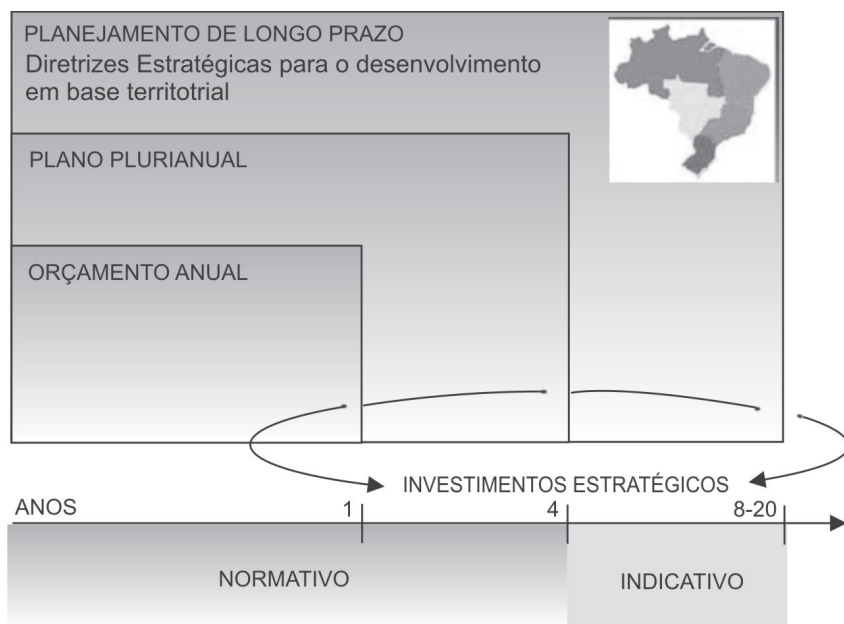 PLANEJAMENTO DE LONGO PRAZO
Diretrizes Estratégicas para o desenvolvimento
em base territotrial
PLANO PLURIANUAL
ORÇAMENTO ANUAL
INVESTIMENTOS ESTRATÉGICOS
ANOS 1 4 8-20
NORMATIVO INDICATIVO